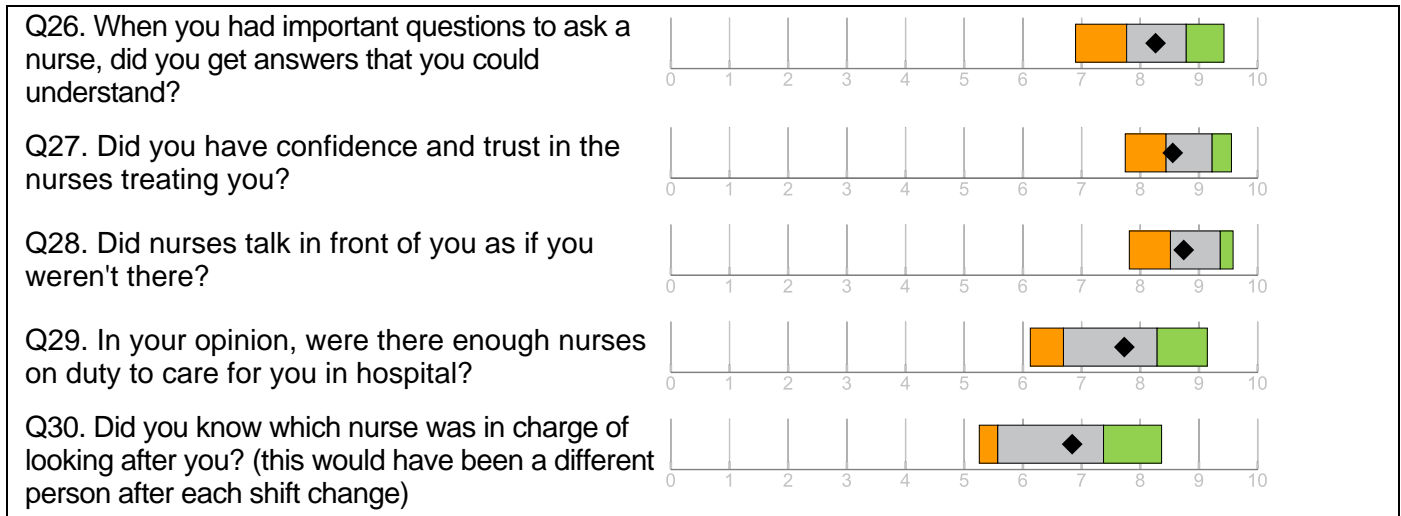 Q26. When you had important questions to ask a
nurse, did you get answers that you could
understand?
0 1 2 3 4 5 6 7 8 9 10
Q27. Did you have confidence and trust in the
nurses treating you?
0 1 2 3 4 5 6 7 8 9 10
Q28. Did nurses talk in front of you as if you
weren't there?
0 1 2 3 4 5 6 7 8 9 10
Q29. In your opinion, were there enough nurses
on duty to care for you in hospital?
0 1 2 3 4 5 6 7 8 9 10
Q30. Did you know which nurse was in charge of
looking after you? (this would have been a different
person after each shift change)
0 1 2 3 4 5 6 7 8 9 10